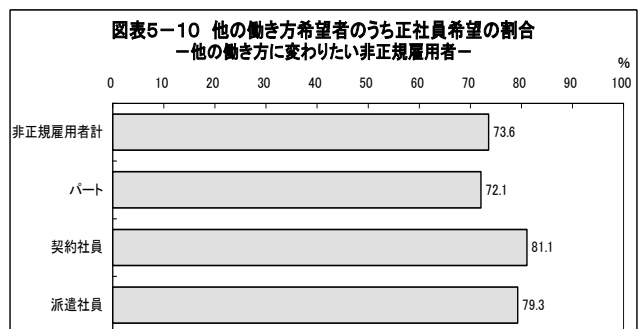 図表5－10 他の働き方希望者のうち正社員希望の割合
－他の働き方に変わりたい非正規雇用者－
%
0 10 20 30 40 50 60 70 80 90 100
非正規雇用者計 73.6
パート 72.1
契約社員 81.1
派遣社員 79.3